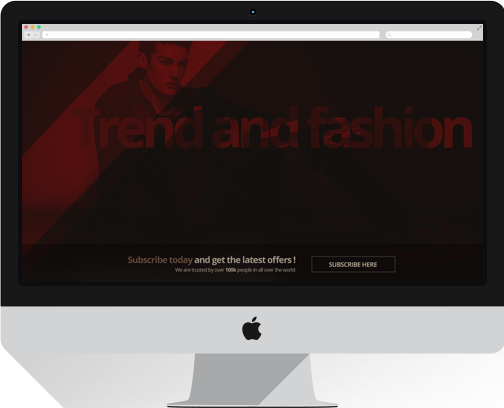 Trend and fashion
Subscribe today and get the latest offers !
We are trusted by over 100k people in all over the world
SUBSCRIBE HERE